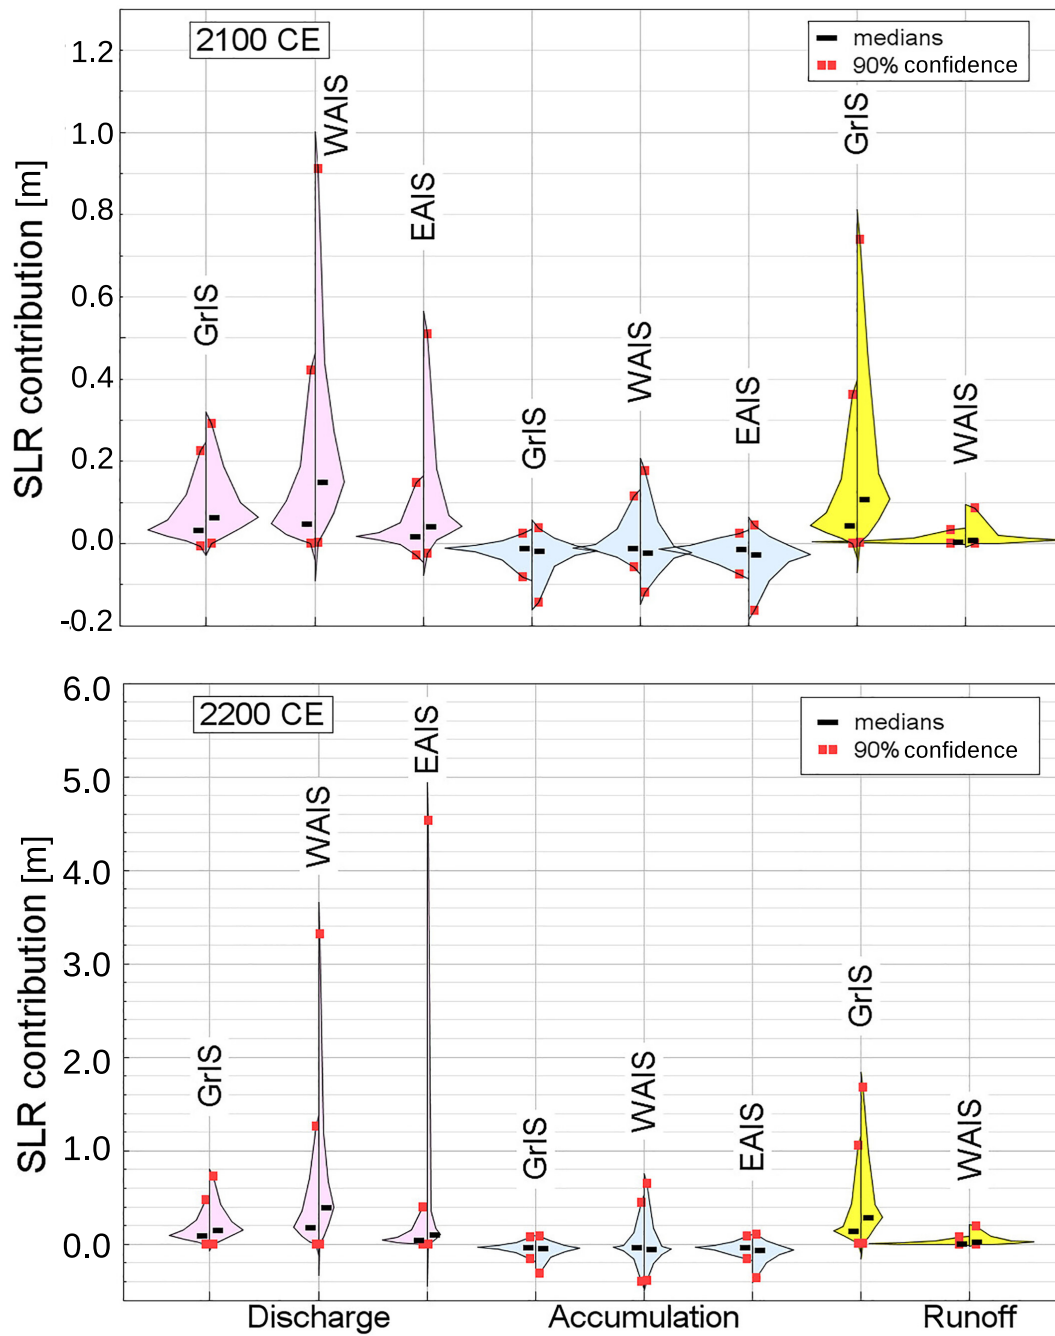 2100 CE
medians
90% confidence
1.2
1.0
0.8
0.6
0.4
0.2
0.0
-0.2
SLR contribution [m]
GrIS
WAIS
EAIS
GrIS
WAIS
EAIS
GrIS
WAIS
2200 CE
medians
90% confidence
6.0
5.0
4.0
3.0
2.0
1.0
0.0
SLR contribution [m]
GrIS
WAIS
EAIS
GrIS
WAIS
EAIS
GrIS
WAIS
Discharge
Accumulation
Runoff